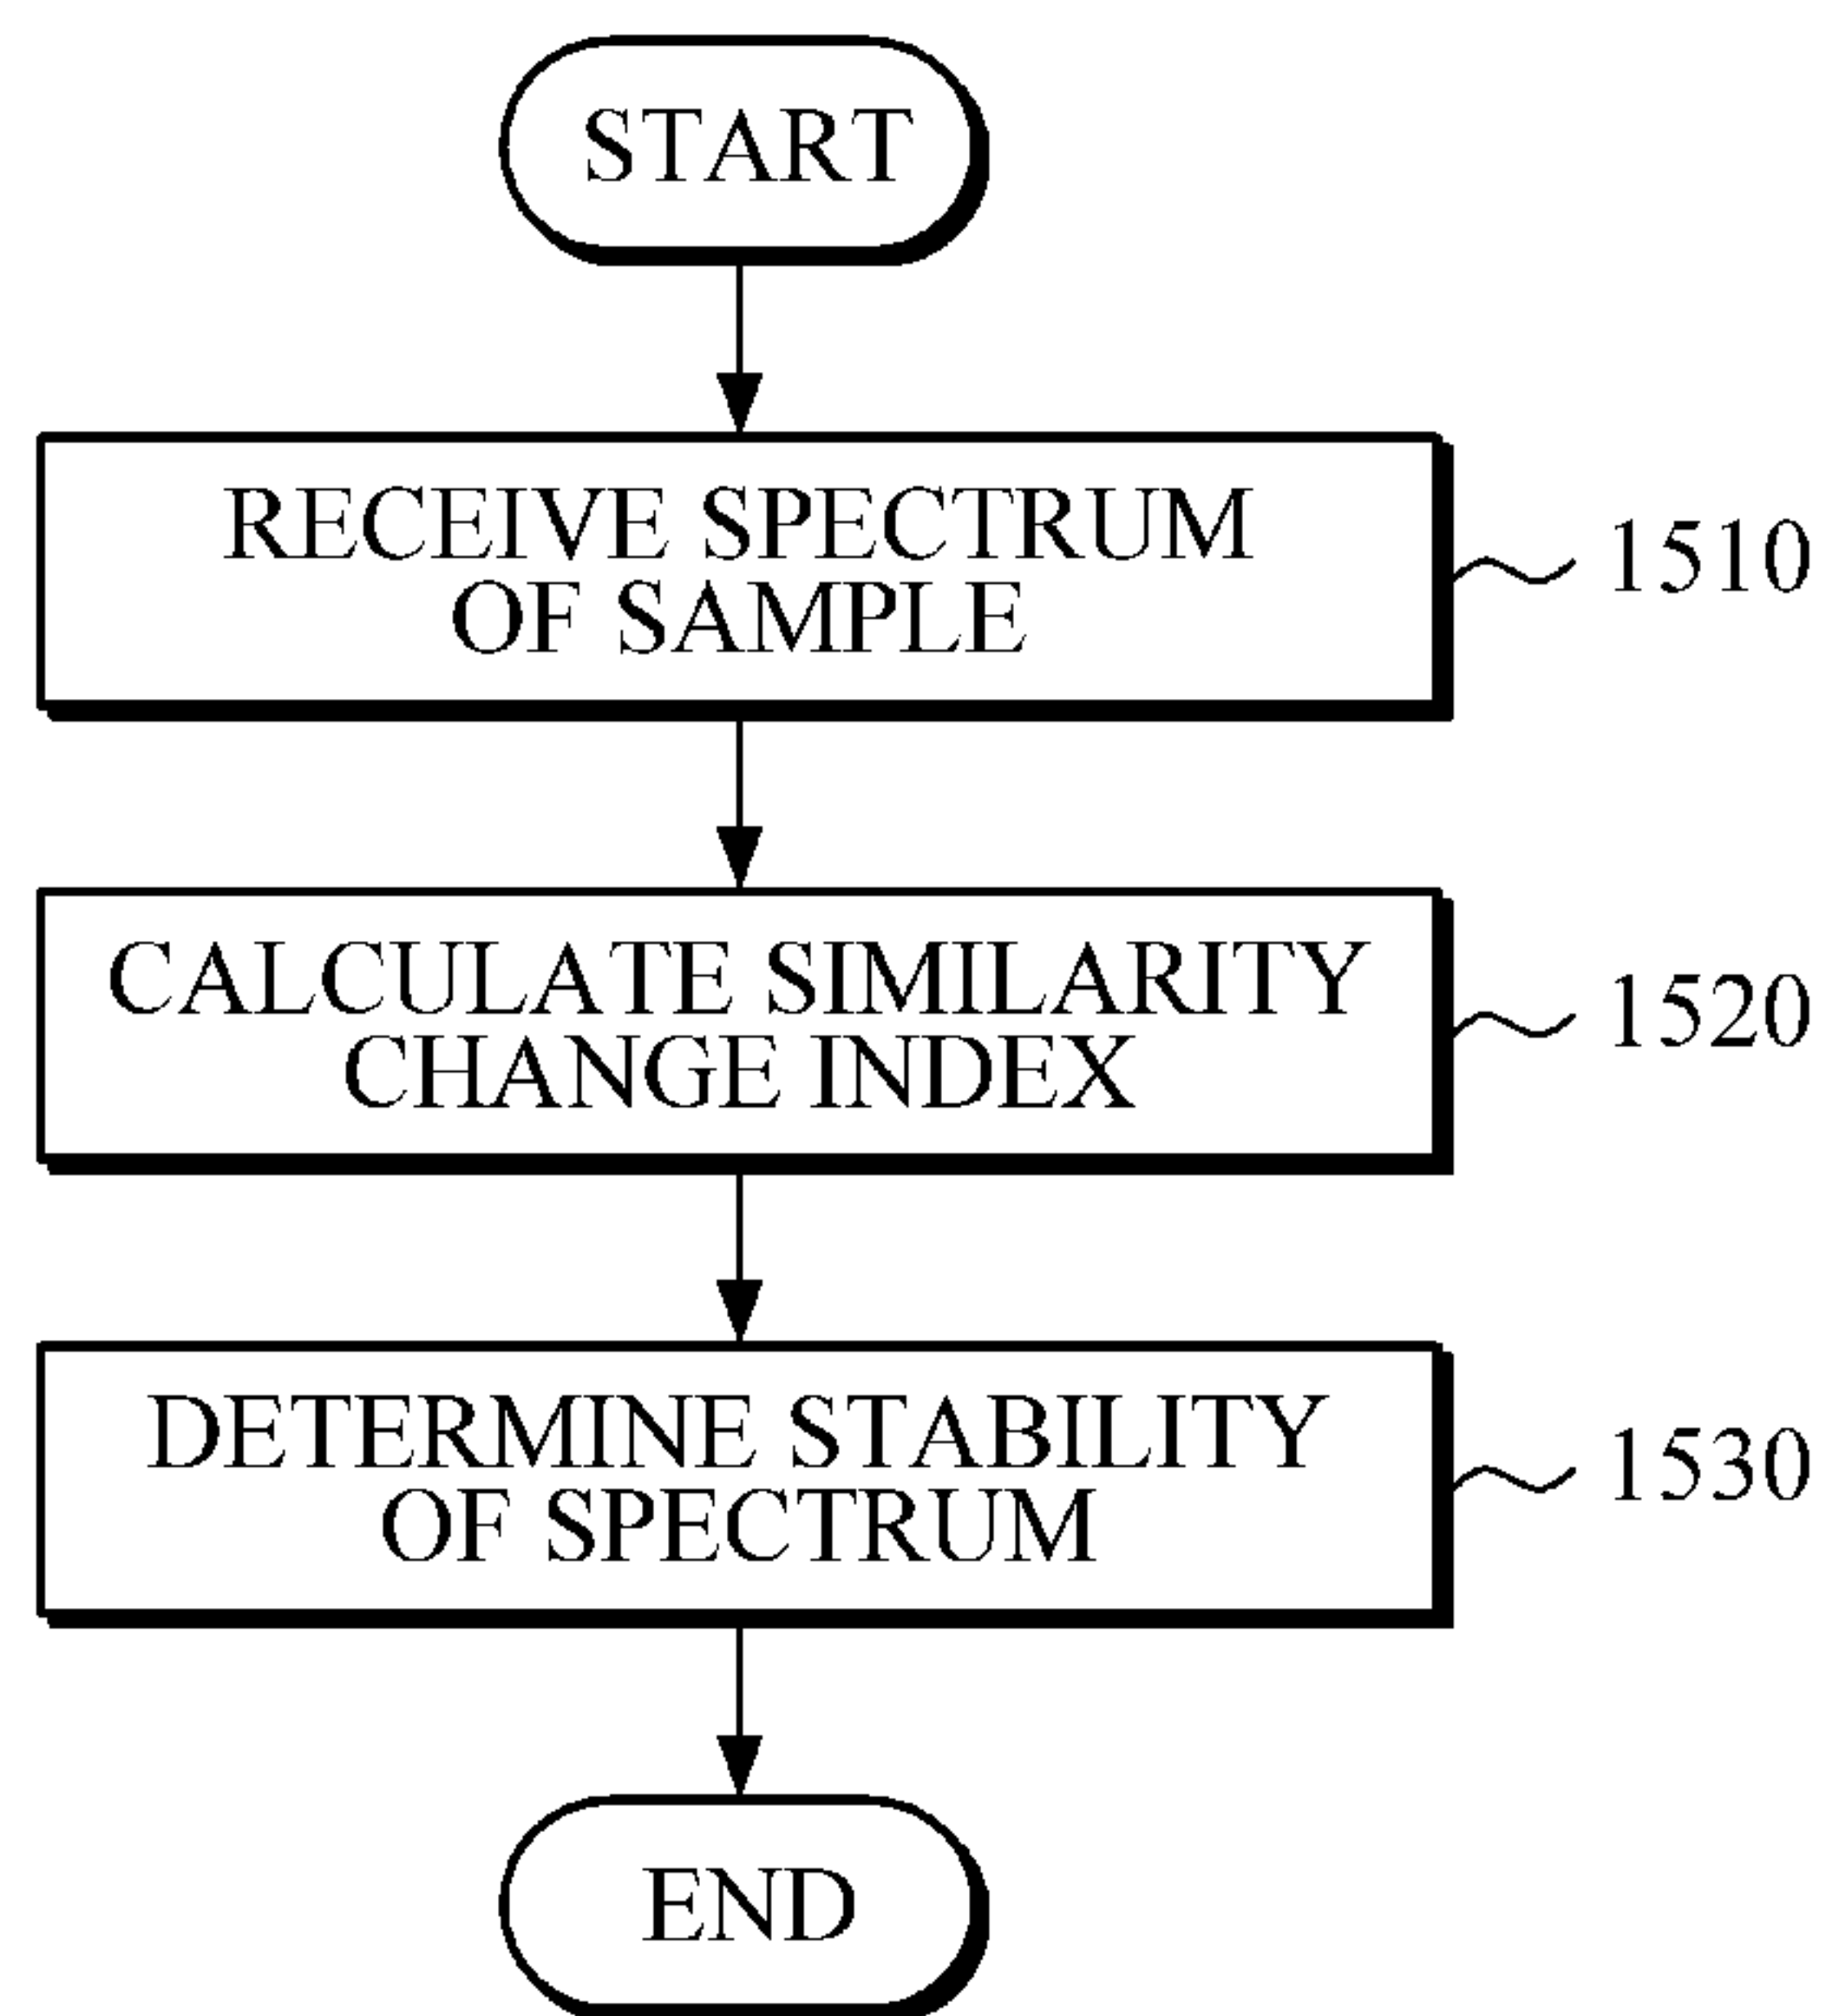 START
RECEIVE SPECTRUM
OF SAMPLE
1510
CALCULATE SIMILARITY
CHANGE INDEX
1520
DETERMINE STABILITY
OF SPECTRUM
1530
END